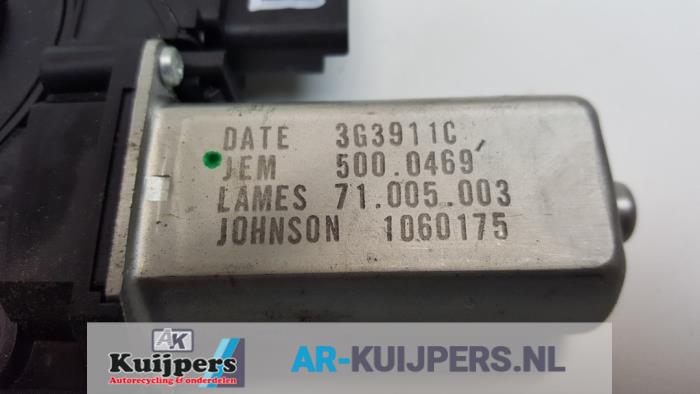 DATE 3G3911C
JEM 500.0469
LAMES 71.005.003
JOHNSON 1060175
AK
Kuijpers
Autorecycling & onderdelen
AR-KUIJPERS.NL